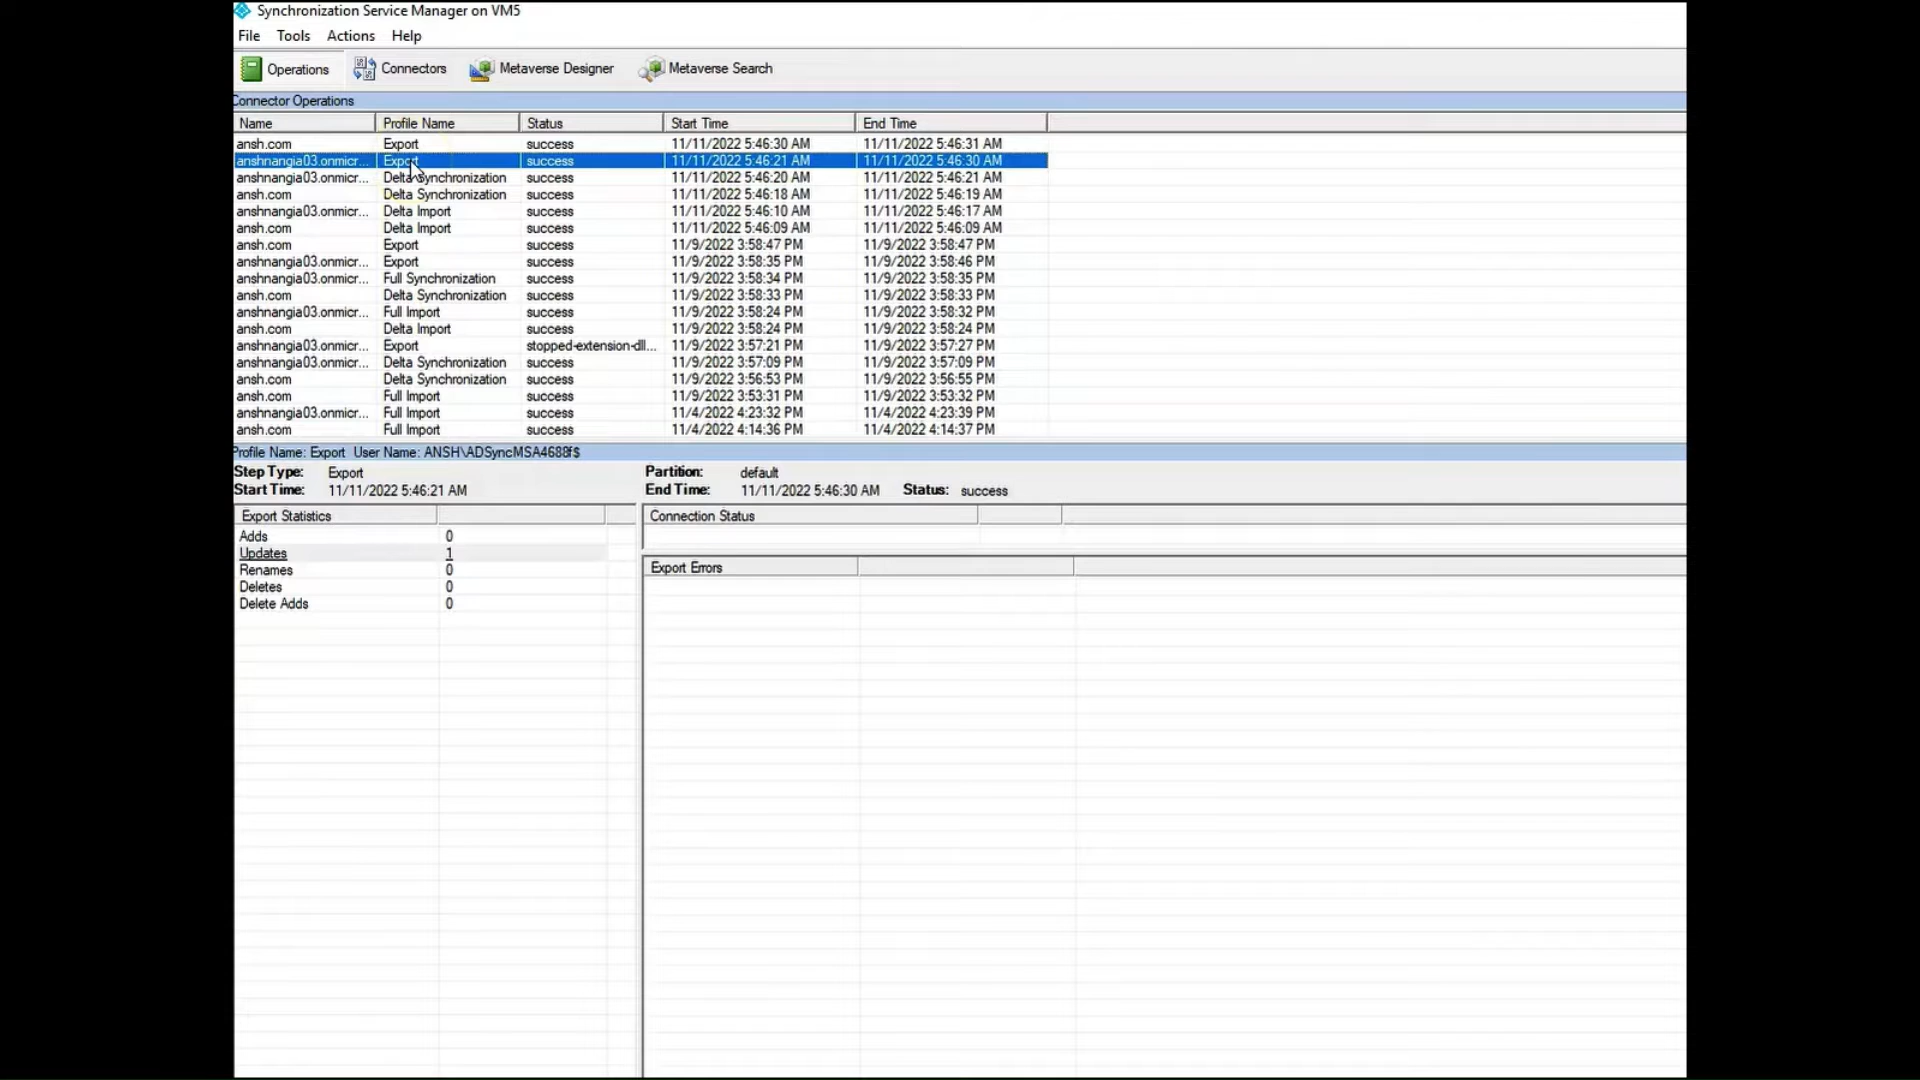 Synchronization Service Manager on VM5
File Tools Actions Help
Operations Connectors Metaverse Designer Metaverse Search
Connector Operations
Name Profile Name Status Start Time End Time
ansh.com Export success 11/11/2022 5:46:30 AM 11/11/2022 5:46:31 AM
anshnangia03.onmicr... Export success 11/11/2022 5:46:21 AM 11/11/2022 5:46:30 AM
anshnangia03.onmicr... Delta Synchronization success 11/11/2022 5:46:20 AM 11/11/2022 5:46:21 AM
ansh.com Delta Synchronization success 11/11/2022 5:46:18 AM 11/11/2022 5:46:19 AM
anshnangia03.onmicr... Delta Import success 11/11/2022 5:46:10 AM 11/11/2022 5:46:17 AM
ansh.com Delta Import success 11/11/2022 5:46:09 AM 11/11/2022 5:46:09 AM
ansh.com Export success 11/9/2022 3:58:47 PM 11/9/2022 3:58:47 PM
anshnangia03.onmicr... Export success 11/9/2022 3:58:35 PM 11/9/2022 3:58:46 PM
anshnangia03.onmicr... Full Synchronization success 11/9/2022 3:58:34 PM 11/9/2022 3:58:35 PM
ansh.com Delta Synchronization success 11/9/2022 3:58:33 PM 11/9/2022 3:58:33 PM
anshnangia03.onmicr... Full Import success 11/9/2022 3:58:24 PM 11/9/2022 3:58:32 PM
ansh.com Delta Import success 11/9/2022 3:58:24 PM 11/9/2022 3:58:24 PM
anshnangia03.onmicr... Export stopped-extension-dll... 11/9/2022 3:57:21 PM 11/9/2022 3:57:27 PM
anshnangia03.onmicr... Delta Synchronization success 11/9/2022 3:57:09 PM 11/9/2022 3:57:09 PM
ansh.com Delta Synchronization success 11/9/2022 3:56:53 PM 11/9/2022 3:56:55 PM
ansh.com Full Import success 11/9/2022 3:53:31 PM 11/9/2022 3:53:32 PM
anshnangia03.onmicr... Full Import success 11/4/2022 4:23:32 PM 11/4/2022 4:23:39 PM
ansh.com Full Import success 11/4/2022 4:14:36 PM 11/4/2022 4:14:37 PM
Profile Name: Export User Name: ANSH\ADSyncMSA4688f$
Step Type: Export Partition: default
Start Time: 11/11/2022 5:46:21 AM End Time: 11/11/2022 5:46:30 AM Status: success
Export Statistics Connection Status
Adds 0
Updates 1
Export Errors
Renames 0
Deletes 0
Delete Adds 0